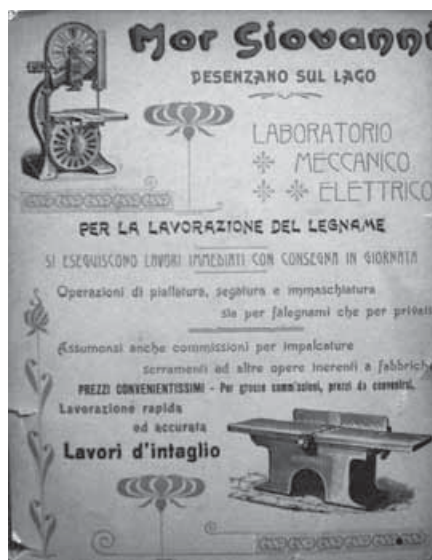 Mor Giovanni
DESENZANO SUL LAGO
LABORATORIO
MECCANICO
ELETTRICO
PER LA LAVORAZIONE DEL LEGNAME
SI ESEGUISCONO LAVORI IMMEDIATI CON CONSEGNA IN GIORNATA
Operazioni di piallatura, segatura e immaschiatura
sia per falegnami che per privati
Assumonsi anche commissioni per impalcature
serramenti ed altre opere inerenti a fabbriche
PREZZI CONVENIENTISSIMI - Per grosse commissioni, prezzi da convenirsi.
Lavorazione rapida
ed accurata
Lavori d'intaglio